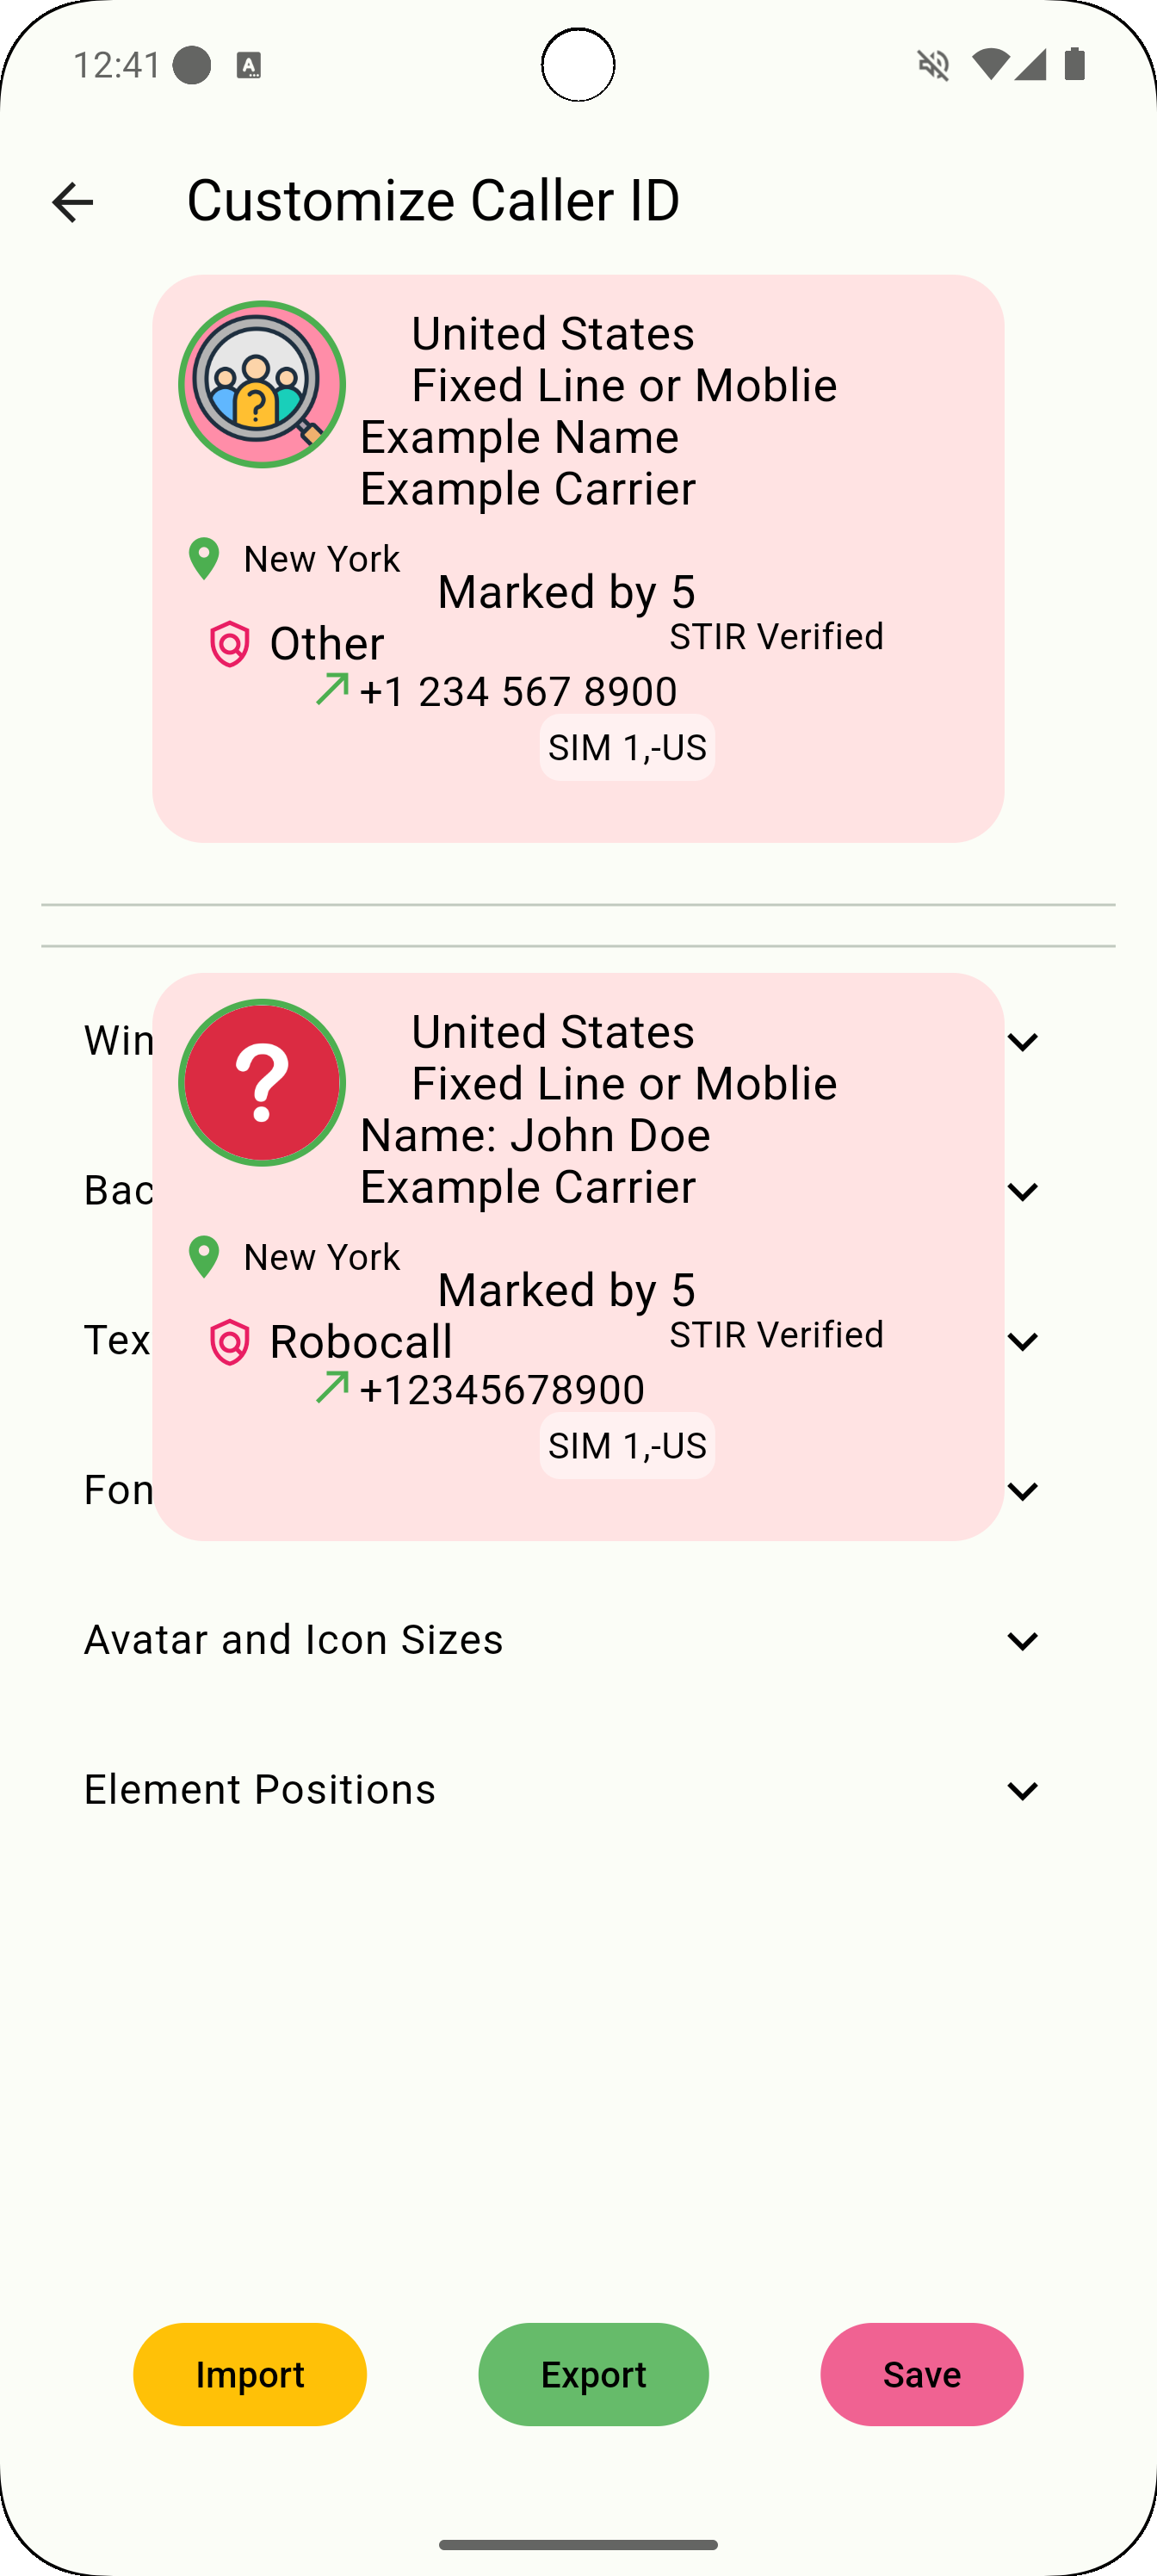 12:41
Customize Caller ID
United States
Fixed Line or Moblie
Example Name
Example Carrier
New York
Marked by 5
Other
STIR Verified
+1 234 567 8900
SIM 1,-US
Win
United States
Fixed Line or Moblie
Name: John Doe
Example Carrier
Bac
New York
Marked by 5
Tex
Robocall
STIR Verified
+12345678900
SIM 1,-US
Fon
Avatar and Icon Sizes
Element Positions
Import
Export
Save